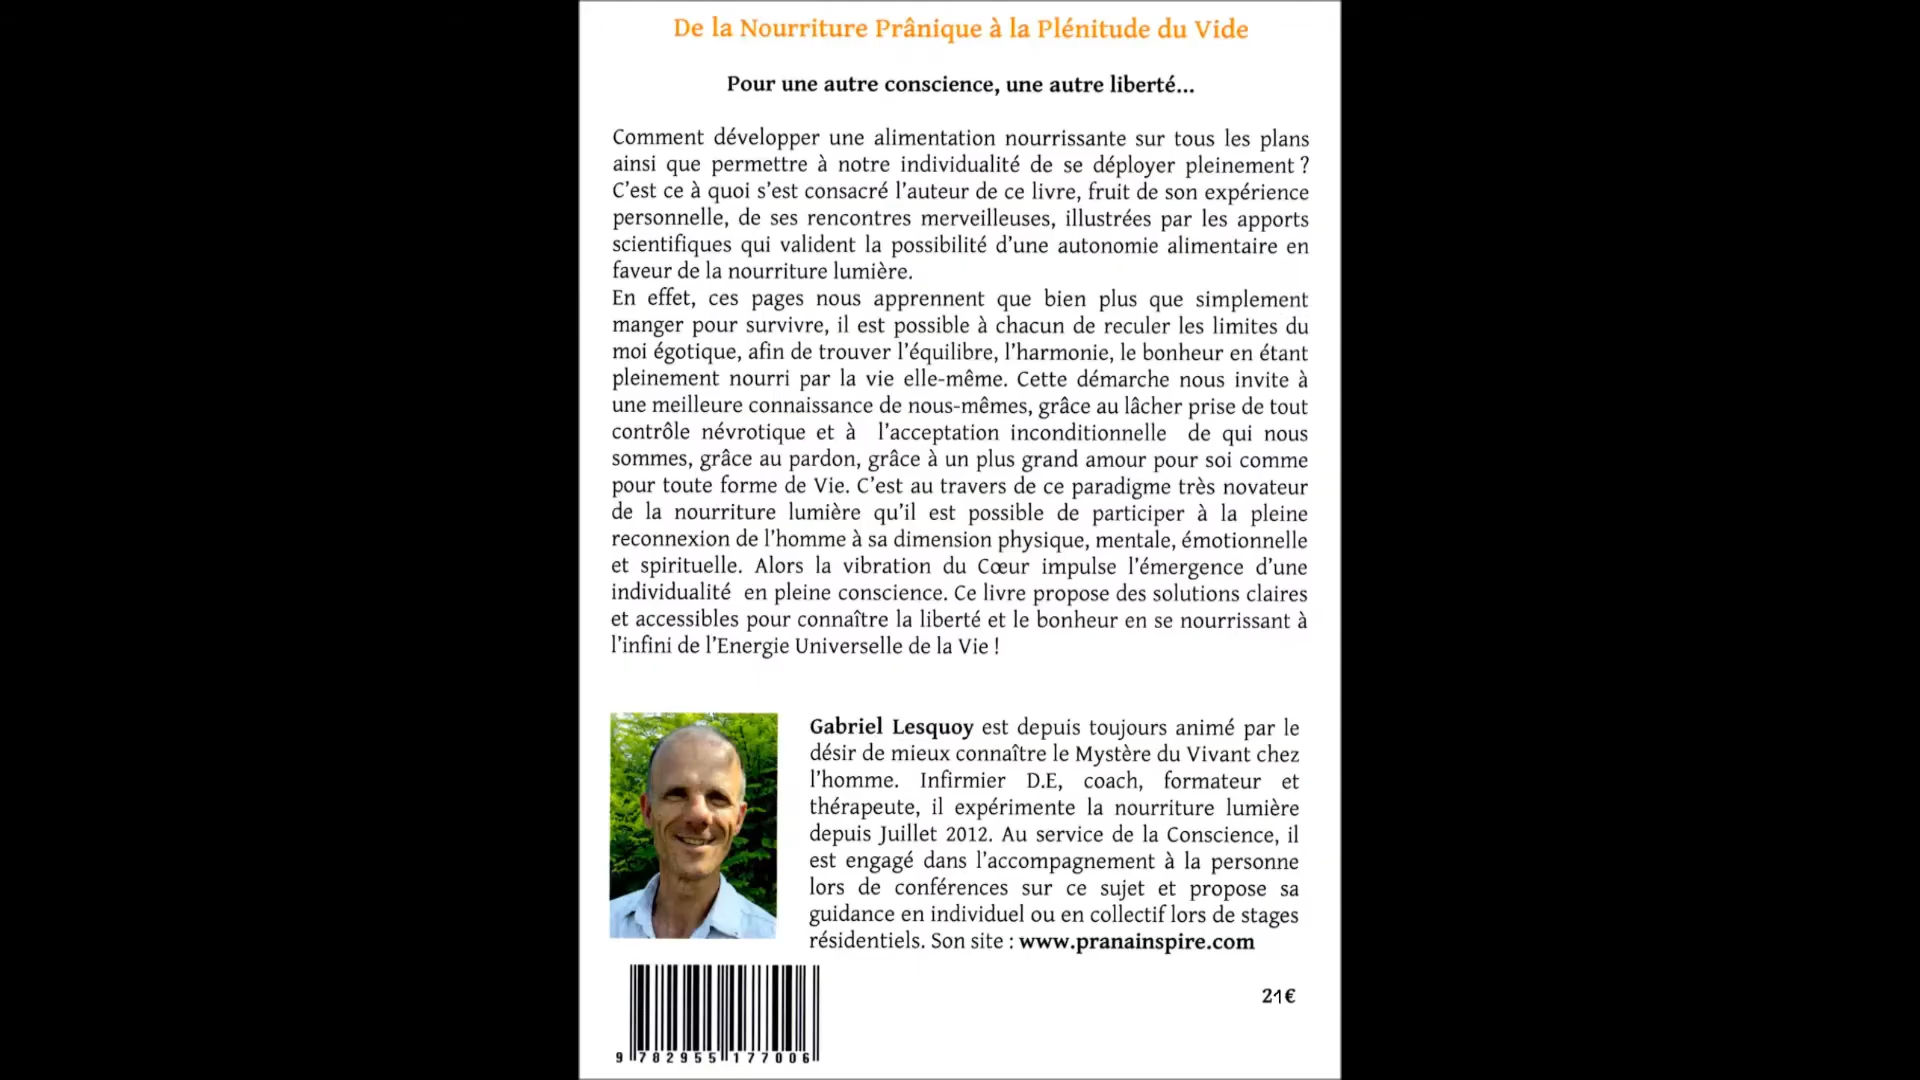 De la Nourriture Prânique à la Plénitude du Vide
Pour une autre conscience, une autre liberté...
Comment développer une alimentation nourrissante sur tous les plans
ainsi que permettre à notre individualité de se déployer pleinement ?
C'est ce à quoi s'est consacré l'auteur de ce livre, fruit de son expérience
personnelle, de ses rencontres merveilleuses, illustrées par les apports
scientifiques qui valident la possibilité d'une autonomie alimentaire en
faveur de la nourriture lumière.
En effet, ces pages nous apprennent que bien plus que simplement
manger pour survivre, il est possible à chacun de reculer les limites du
moi égotique, afin de trouver l'équilibre, l'harmonie, le bonheur en étant
pleinement nourri par la vie elle-même. Cette démarche nous invite à
une meilleure connaissance de nous-mêmes, grâce au lâcher prise de tout
contrôle névrotique et à l'acceptation inconditionnelle de qui nous
sommes, grâce au pardon, grâce à un plus grand amour pour soi comme
pour toute forme de Vie. C'est au travers de ce paradigme très novateur
de la nourriture lumière qu'il est possible de participer à la pleine
reconnexion de l'homme à sa dimension physique, mentale, émotionnelle
et spirituelle. Alors la vibration du Cœur impulse l'émergence d'une
individualité en pleine conscience. Ce livre propose des solutions claires
et accessibles pour connaître la liberté et le bonheur en se nourrissant à
l'infini de l'Energie Universelle de la Vie !
Gabriel Lesquoy est depuis toujours animé par le
désir de mieux connaître le Mystère du Vivant chez
l'homme. Infirmier D.E, coach, formateur et
thérapeute, il expérimente la nourriture lumière
depuis Juillet 2012. Au service de la Conscience, il
est engagé dans l'accompagnement à la personne
lors de conférences sur ce sujet et propose sa
guidance en individuel ou en collectif lors de stages
résidentiels. Son site : www.pranainspire.com
21€
9 782955 177006